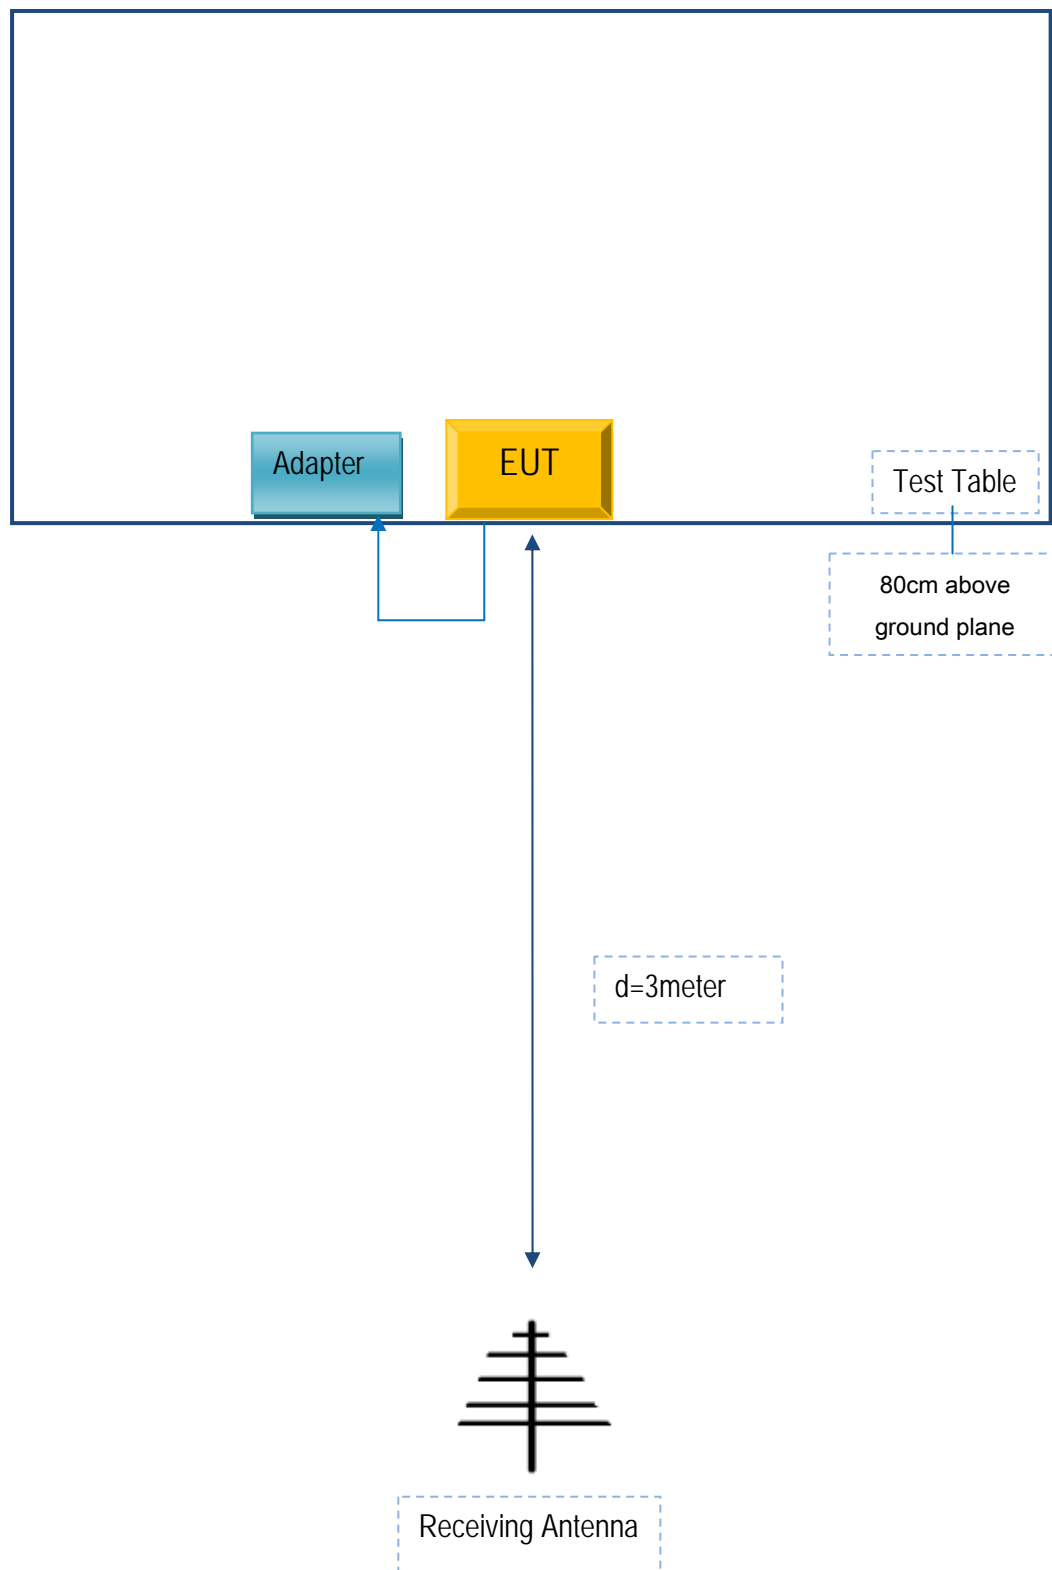 Adapter
EUT
Test Table
80cm above
ground plane
d=3meter
Receiving Antenna